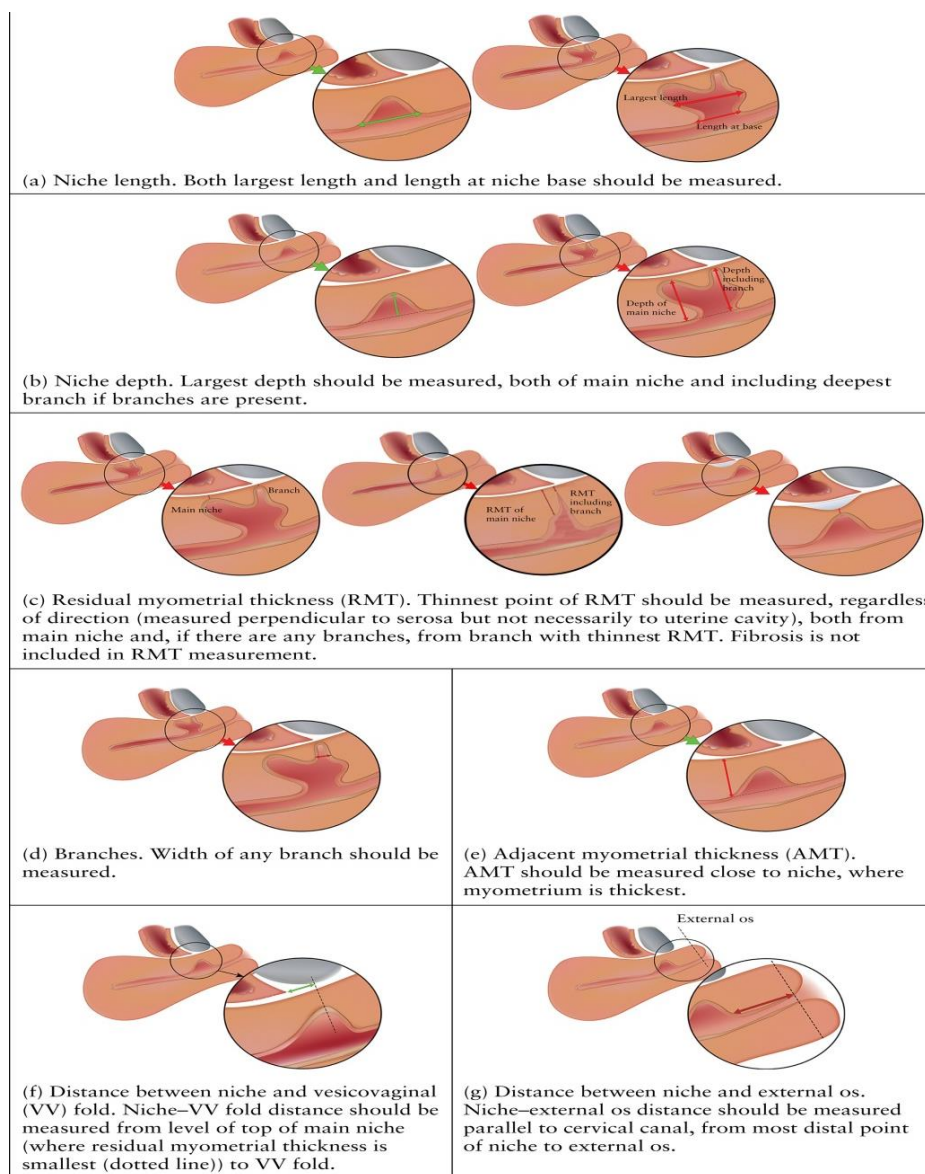 Largest length
Length at base
(a) Niche length. Both largest length and length at niche base should be measured.
Depth
including
branch
Depth of
main niche
(b) Niche depth. Largest depth should be measured, both of main niche and including deepest
branch if branches are present.
Branch
Main niche
RMT
including
branch
RMT of
main niche
(c) Residual myometrial thickness (RMT). Thinnest point of RMT should be measured, regardless
of direction (measured perpendicular to serosa but not necessarily to uterine cavity), both from
main niche and, if there are any branches, from branch with thinnest RMT. Fibrosis is not
included in RMT measurement.
(d) Branches. Width of any branch should be
measured.
(e) Adjacent myometrial thickness (AMT).
AMT should be measured close to niche, where
myometrium is thickest.
(f) Distance between niche and vesicovaginal
(VV) fold. Niche–VV fold distance should be
measured from level of top of main niche
(where residual myometrial thickness is
smallest (dotted line)) to VV fold.
External os
(g) Distance between niche and external os.
Niche–external os distance should be measured
parallel to cervical canal, from most distal point
of niche to external os.